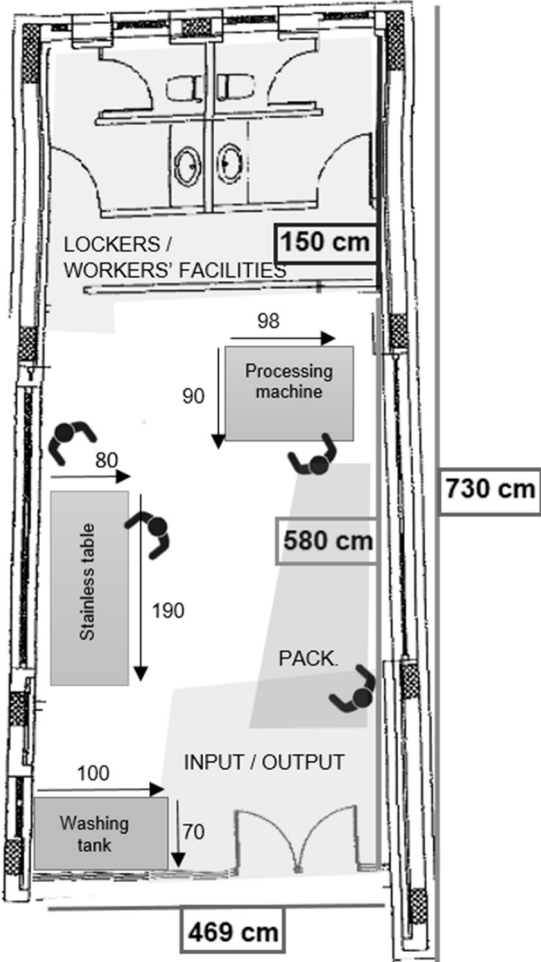 LOCKERS /
WORKERS' FACILITIES
150 cm
98
Processing
machine
90
80
730 cm
580 cm
Stainless table
190
PACK.
INPUT / OUTPUT
100
Washing
tank
70
469 cm